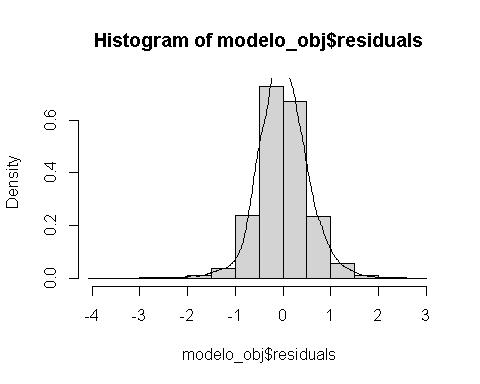 Histogram of modelo_obj$residuals
Density
0.0 0.2 0.4 0.6
-4 -3 -2 -1 0 1 2 3
modelo_obj$residuals